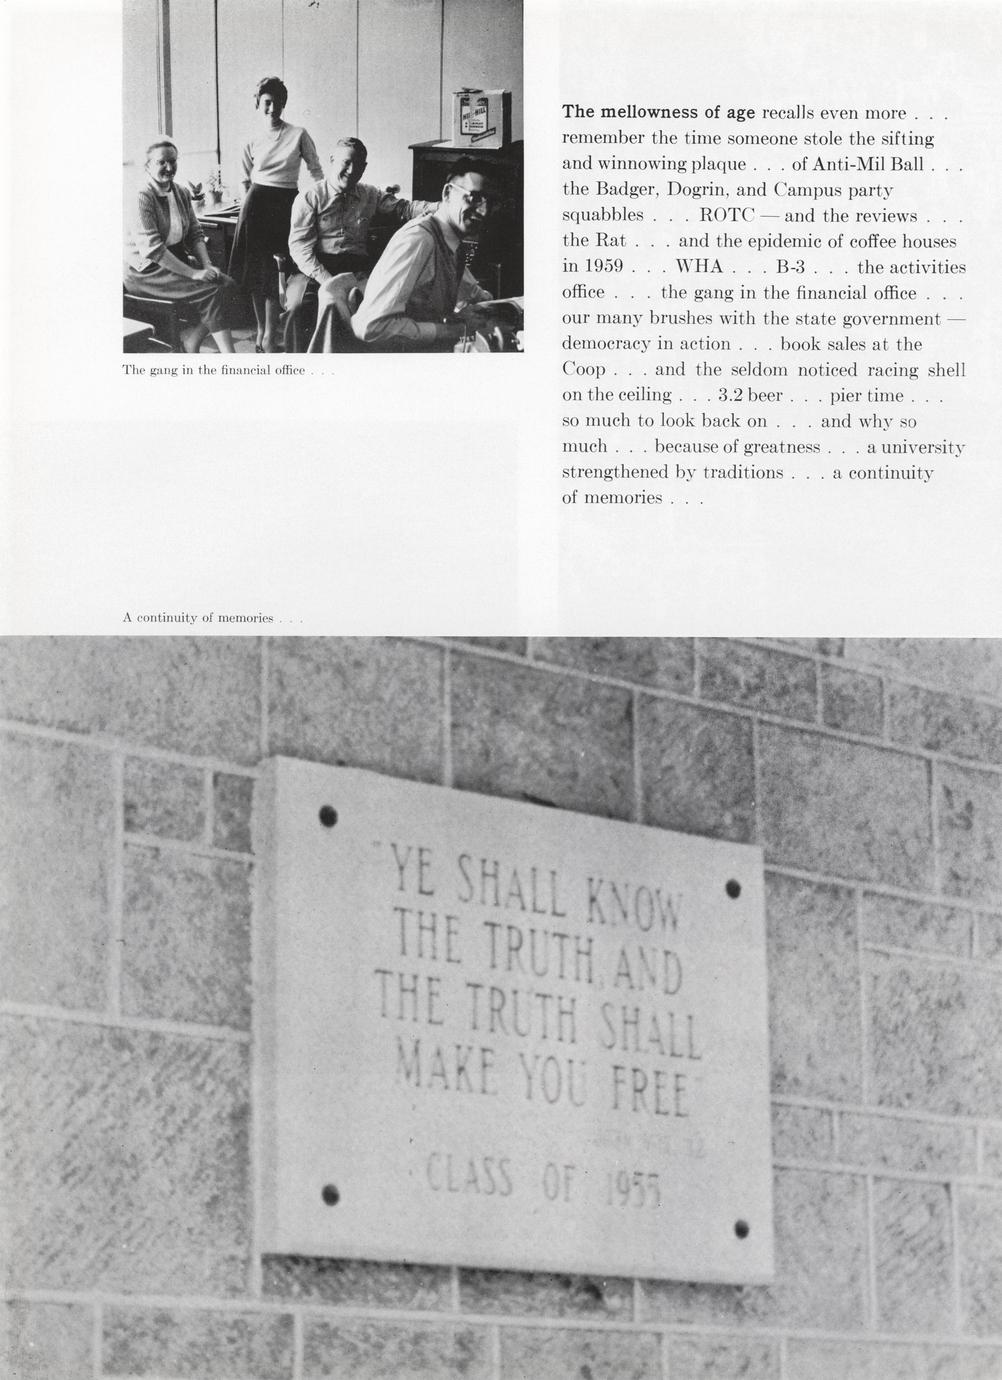 The mellowness of age recalls even more . . .
remember the time someone stole the sifting
and winnowing plaque . . . of Anti-Mil Ball . . .
the Badger, Dogrin, and Campus party
squabbles . . . ROTC — and the reviews . . .
the Rat . . . and the epidemic of coffee houses
in 1959 . . . WHA . . . B-3 . . . the activities
office . . . the gang in the financial office . . .
our many brushes with the state government —
democracy in action . . . book sales at the
Coop . . . and the seldom noticed racing shell
on the ceiling . . . 3.2 beer . . . pier time . . .
so much to look back on . . . and why so
much . . . because of greatness . . . a university
strengthened by traditions . . . a continuity
of memories . . .
The gang in the financial office . . .
A continuity of memories . . .
"YE SHALL KNOW
THE TRUTH, AND
THE TRUTH SHALL
MAKE YOU FREE"
CLASS OF 1955